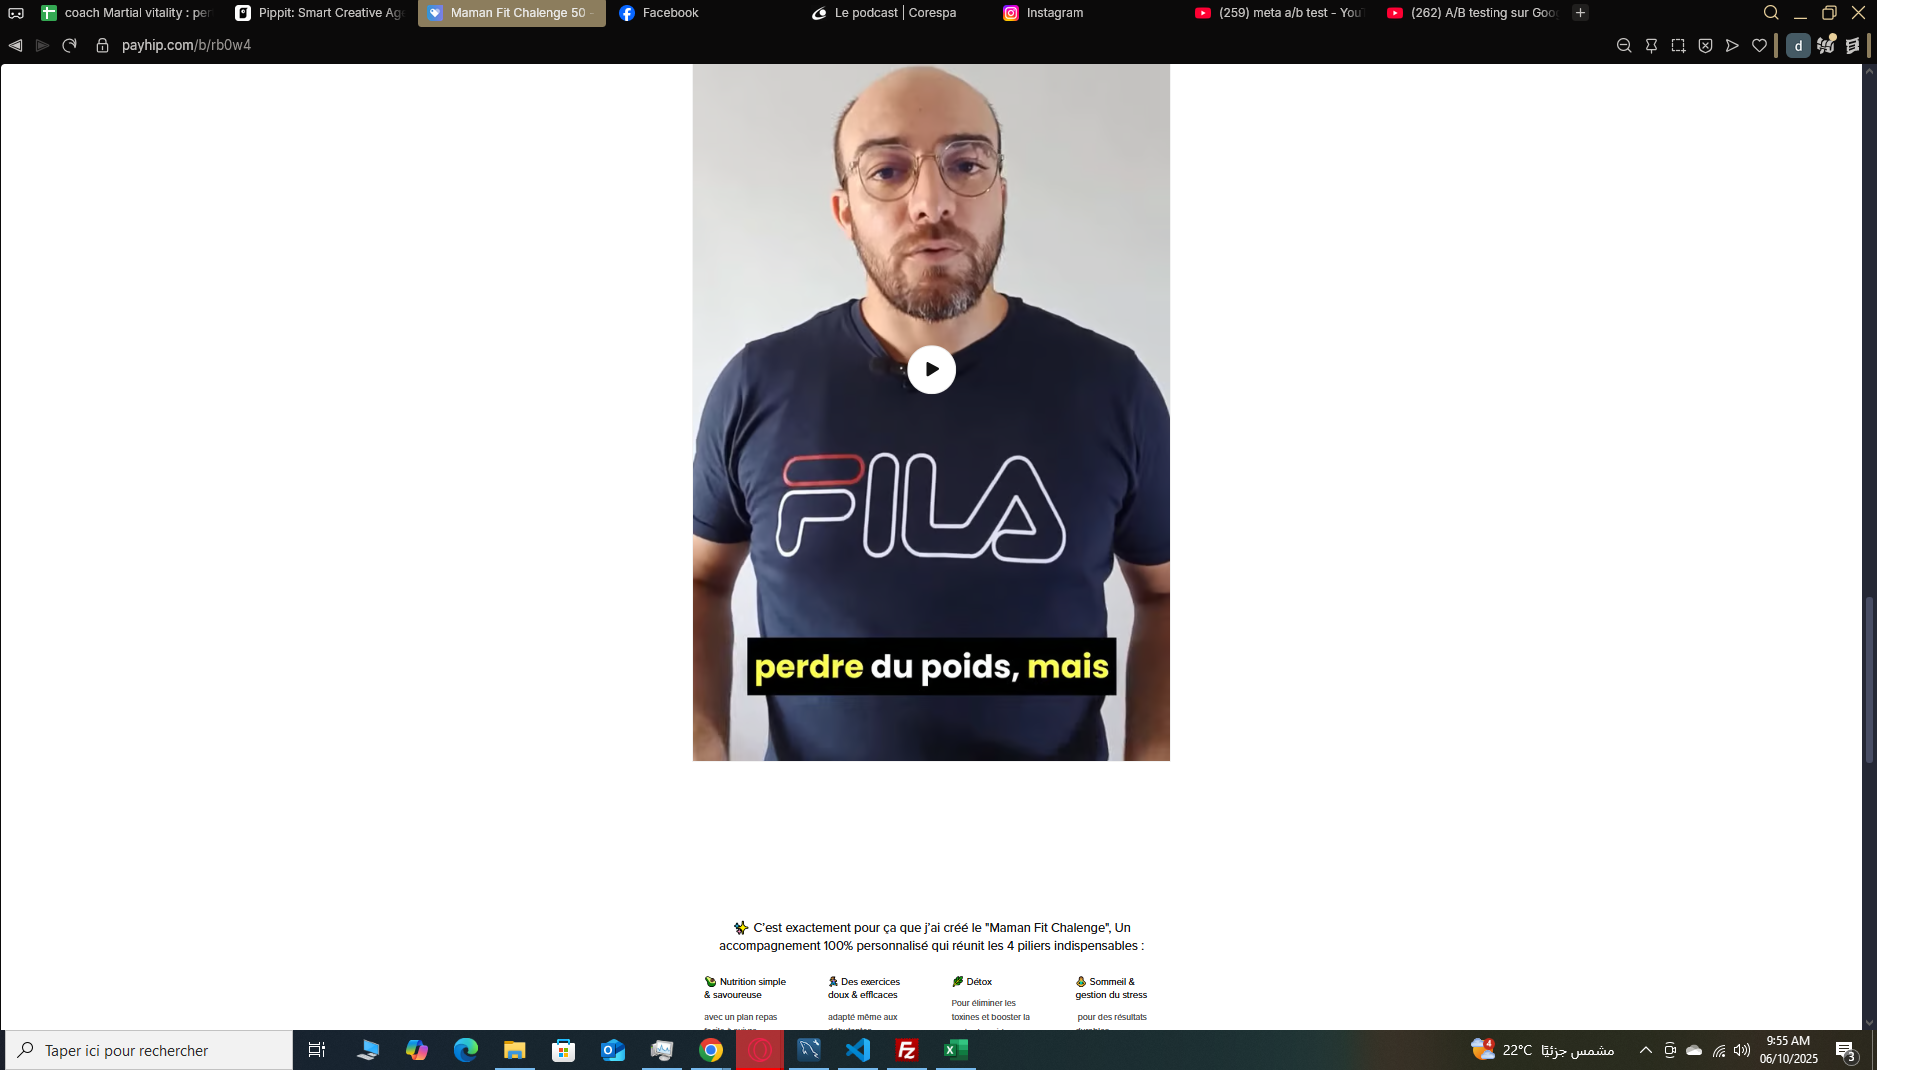 coach Martial vitality : per
Pippit: Smart Creative Age
Maman Fit Chalenge 50 -
Facebook
Le podcast | Corespa
Instagram
(259) meta a/b test - You
(262) A/B testing sur Goo
payhip.com/b/rb0w4
d
FILA
perdre du poids, mais
✨ C'est exactement pour ça que j'ai créé le "Maman Fit Chalenge", Un
accompagnement 100% personnalisé qui réunit les 4 piliers indispensables :
Nutrition simple
& savoureuse
avec un plan repas
Des exercices
doux & efficaces
adapté même aux
Détox
Pour éliminer les
toxines et booster la
Sommeil &
gestion du stress
pour des résultats
Taper ici pour rechercher
4
22°C مشمس جزئيًا
9:55 AM
06/10/2025
3